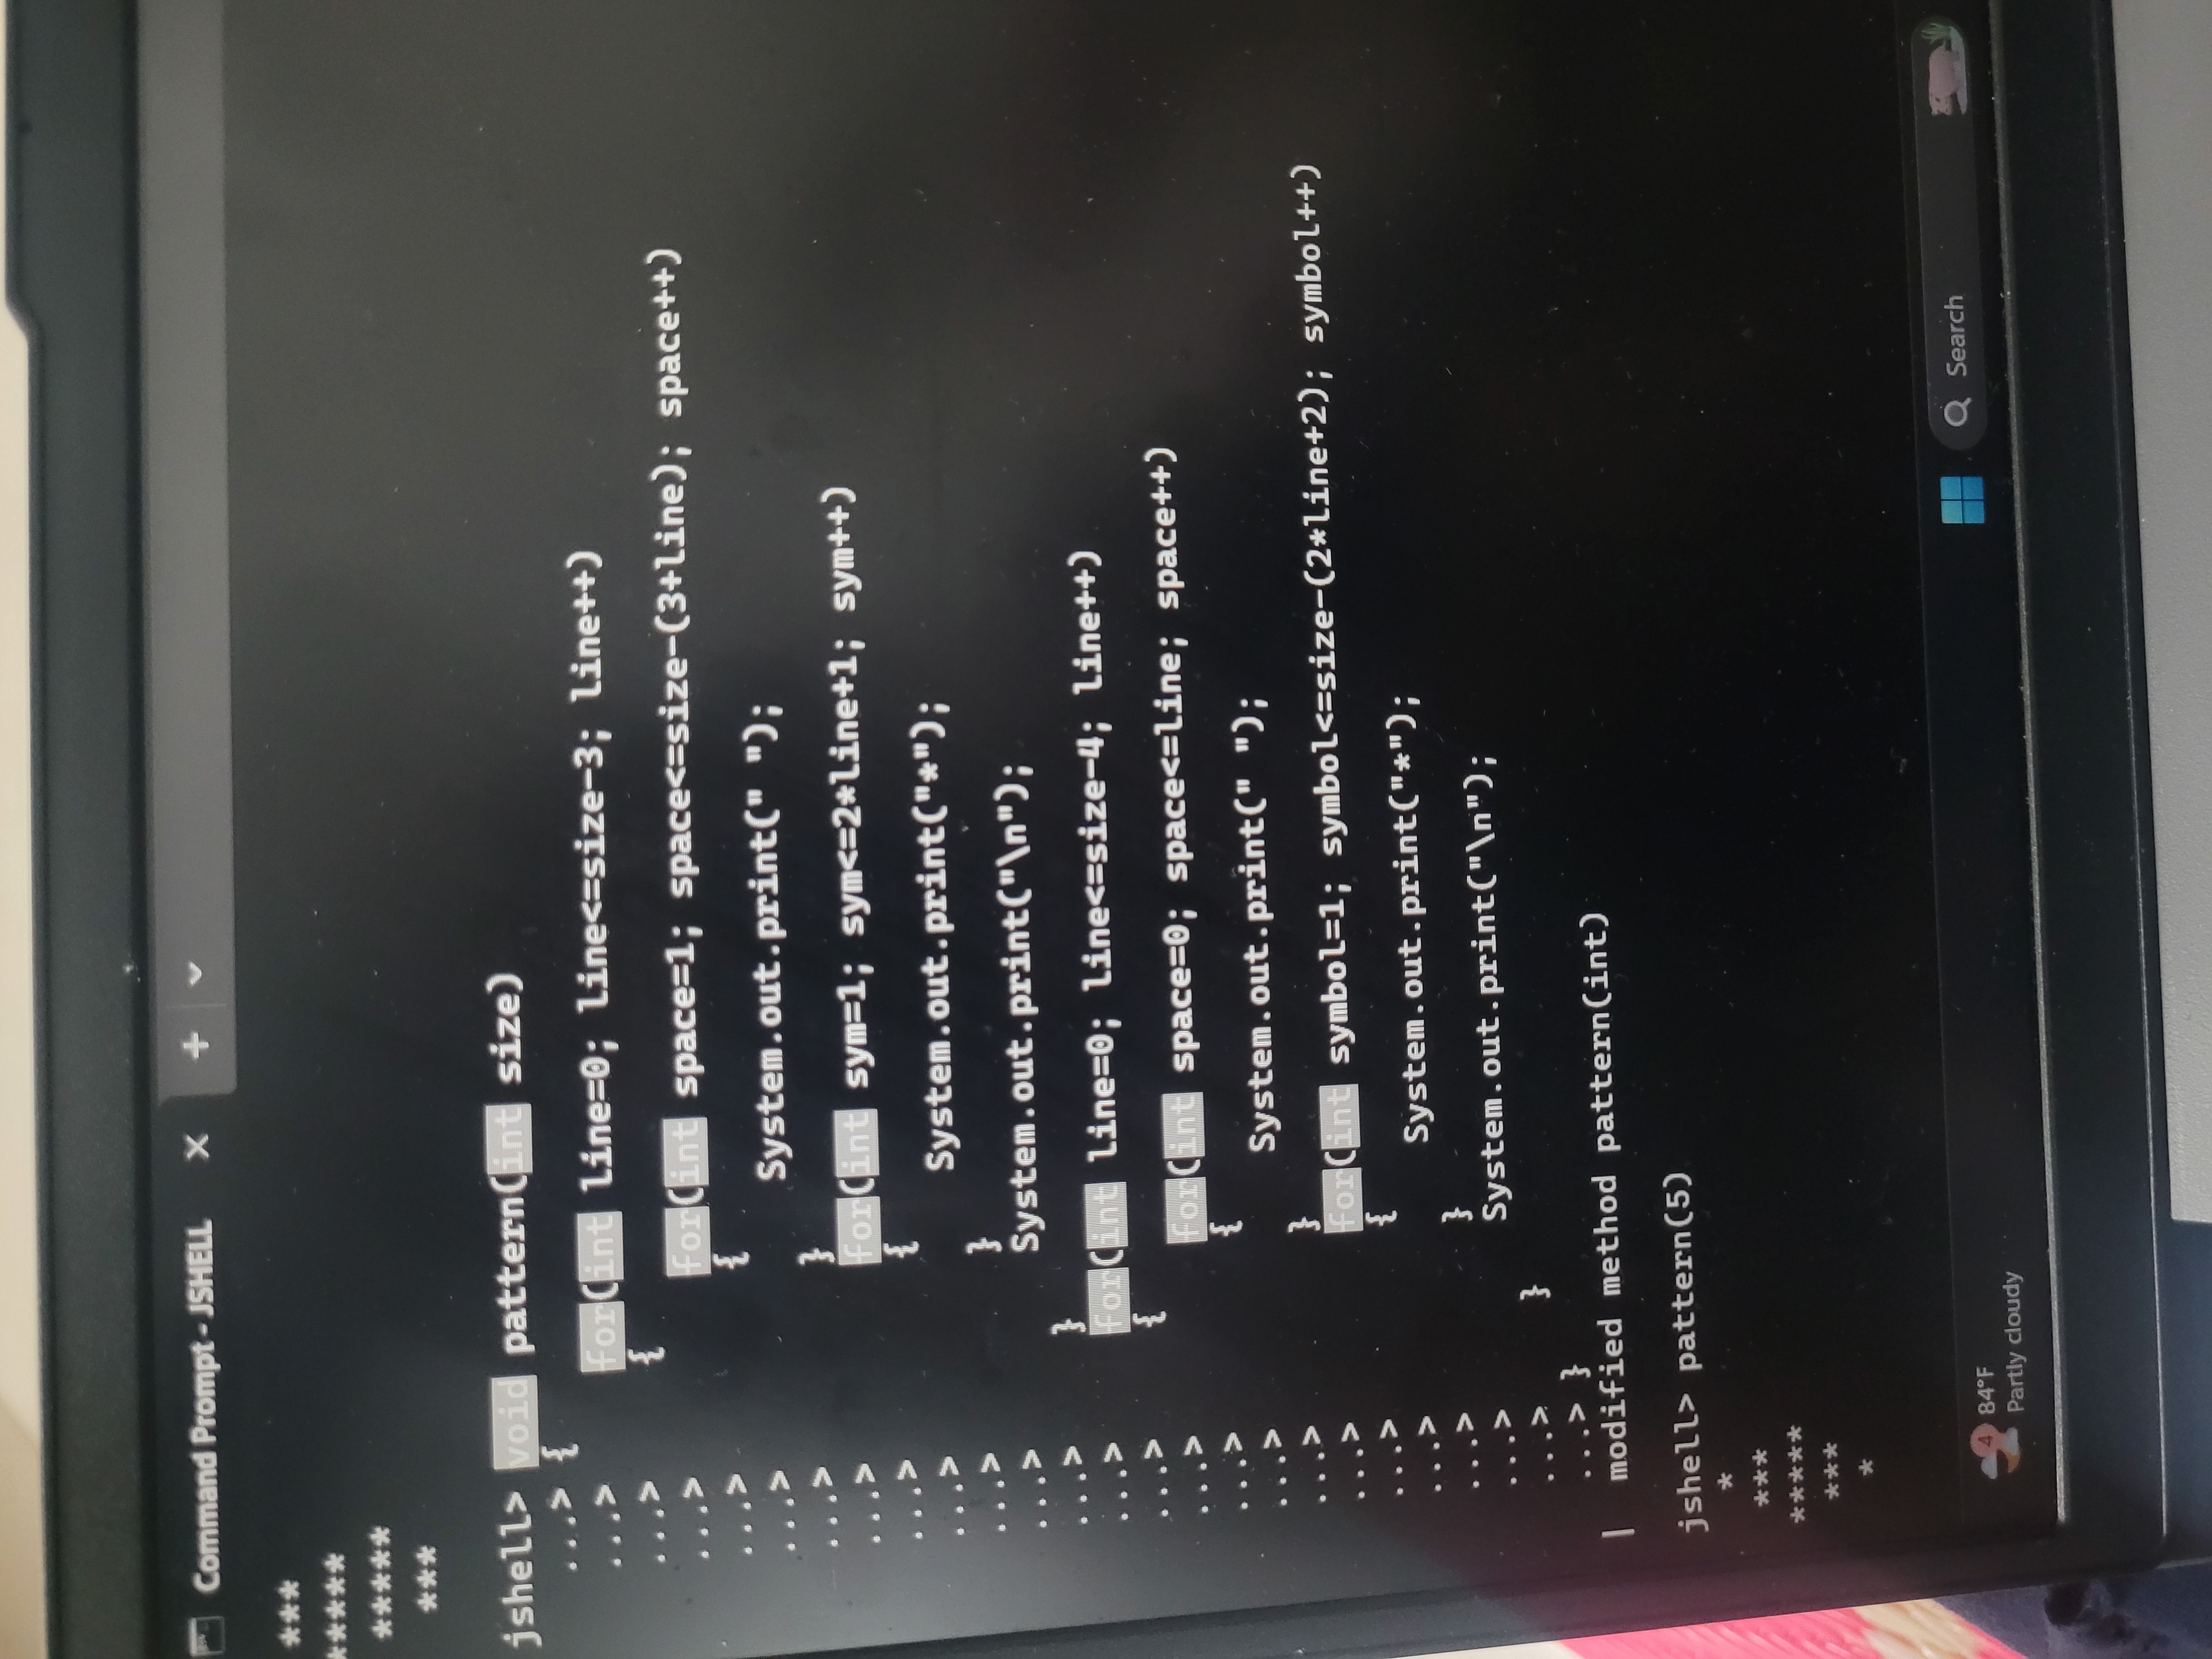 Command Prompt - JSHELL
***
*****
*****
***
jshell> void pattern(int size)
...> {
...> for(int line=0; line<=size-3; line++)
...> {
...> for(int space=1; space<=size-(3+line); space++)
...> {
...> System.out.print(" ");
...> }
...> for(int sym=1; sym<=2*line+1; sym++)
...> {
...> System.out.print("*");
...> }
...> System.out.print("\n");
...> }
...> for(int line=0; line<=size-4; line++)
...> {
...> for(int space=0; space<=line; space++)
...> {
...> System.out.print(" ");
...> }
...> for(int symbol=1; symbol<=size-(2*line+2); symbol++)
...> {
...> System.out.print("*");
...> }
...> System.out.print("\n");
...> }
...> }
| modified method pattern(int)
jshell> pattern(5)
*
***
*****
***
*
4
84°F
Partly cloudy
Search